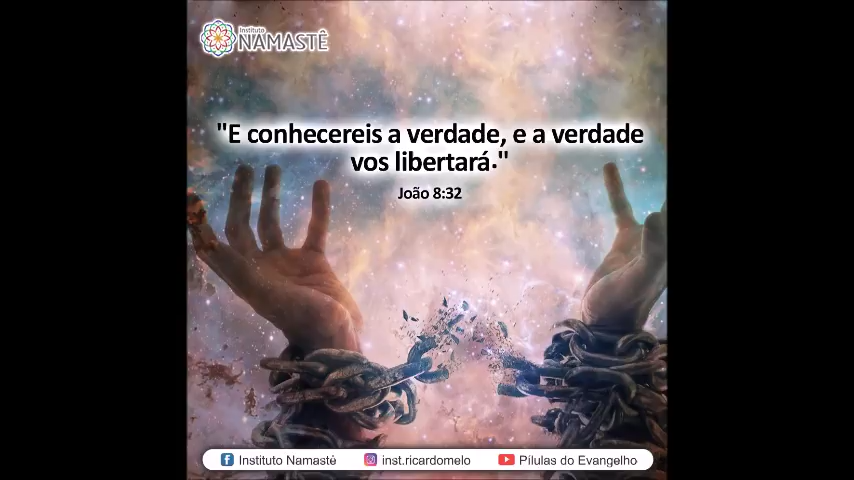 Instituto
NAMASTÊ
"E conhecereis a verdade, e a verdade
vos libertará."
João 8:32
Instituto Namastê
inst.ricardomelo
Pílulas do Evangelho